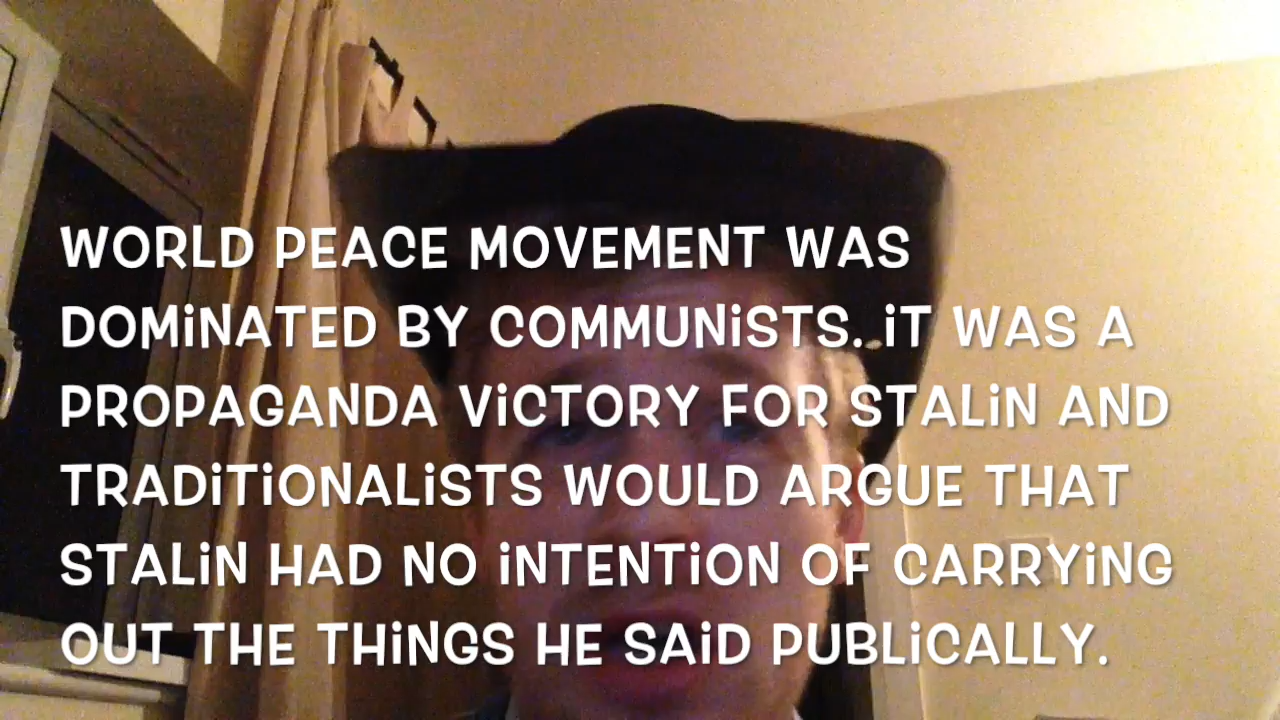 WORLD PEACE MOVEMENT WAS
DOMINATED BY COMMUNISTS..IT WAS A
PROPAGANDA VICTORY FOR STALIN AND
TRADITIONALISTS WOULD ARGUE THAT
STALIN HAD NO INTENTION OF CARRYING
OUT THE THINGS HE SAID PUBLICALLY.